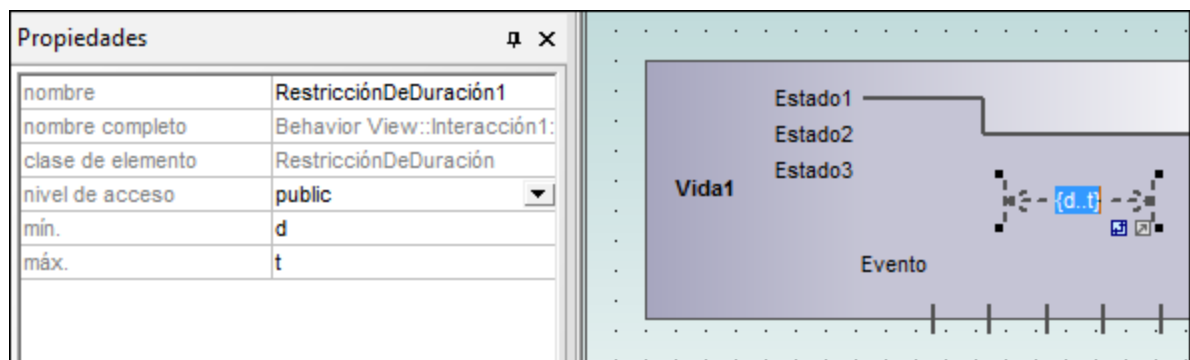 Propiedades
nombre RestricciónDeDuración1
nombre completo Behavior View::Interacción1:
clase de elemento RestricciónDeDuración
nivel de acceso public
mín. d
máx. t
Estado1
Estado2
Estado3
Vida1
{d..t}
Evento